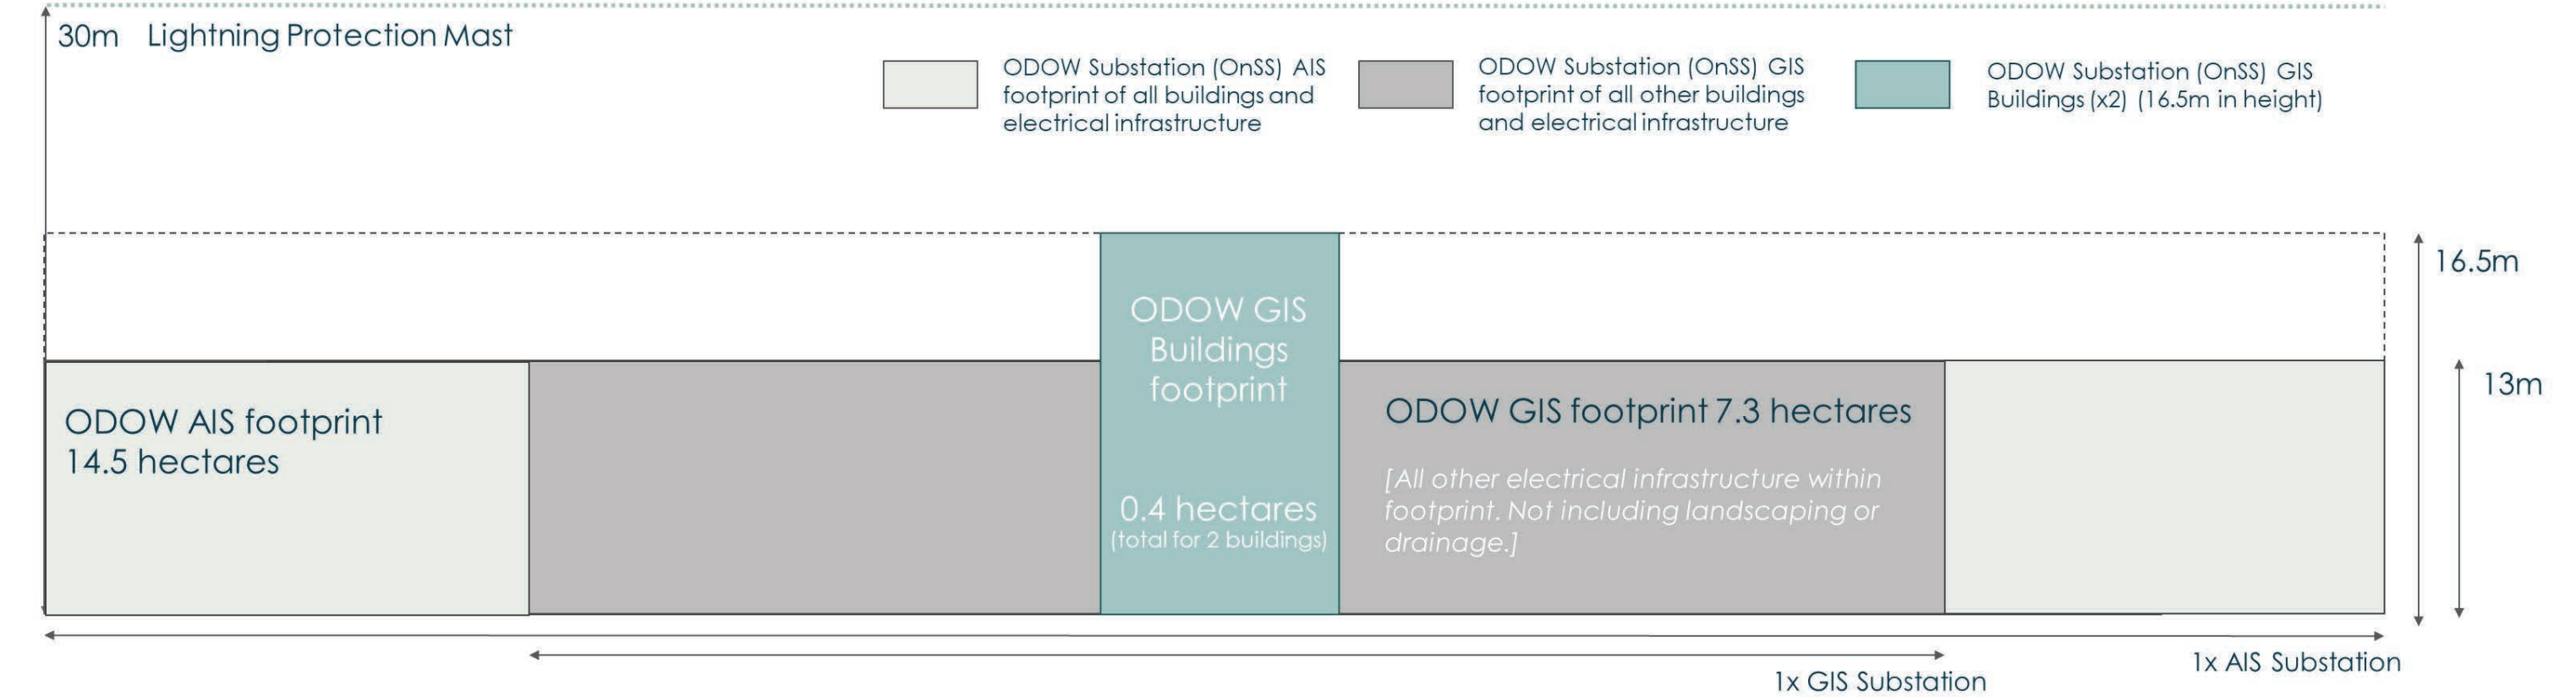 30m Lightning Protection Mast
ODOW Substation (OnSS) AIS
footprint of all buildings and
electrical infrastructure
ODOW Substation (OnSS) GIS
footprint of all other buildings
and electrical infrastructure
ODOW Substation (OnSS) GIS
Buildings (x2) (16.5m in height)
16.5m
13m
ODOW AIS footprint
14.5 hectares
ODOW GIS
Buildings
footprint
0.4 hectares
(total for 2 buildings)
ODOW GIS footprint 7.3 hectares
[All other electrical infrastructure within
footprint. Not including landscaping or
drainage.]
1x AIS Substation
1x GIS Substation